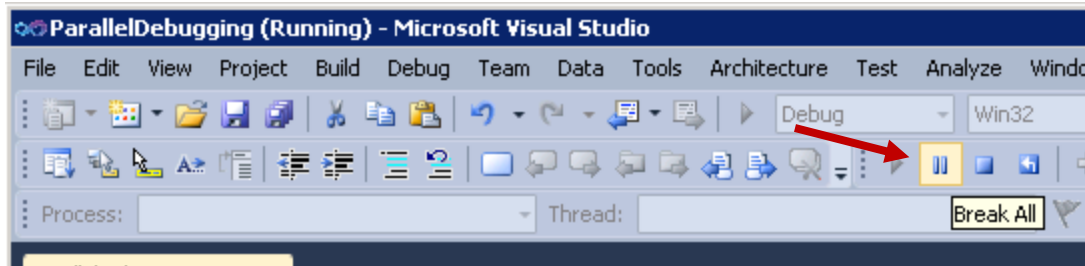 ParallelDebugging (Running) - Microsoft Visual Studio
File Edit View Project Build Debug Team Data Tools Architecture Test Analyze Windo
Debug Win32
Process: Thread:
Break All